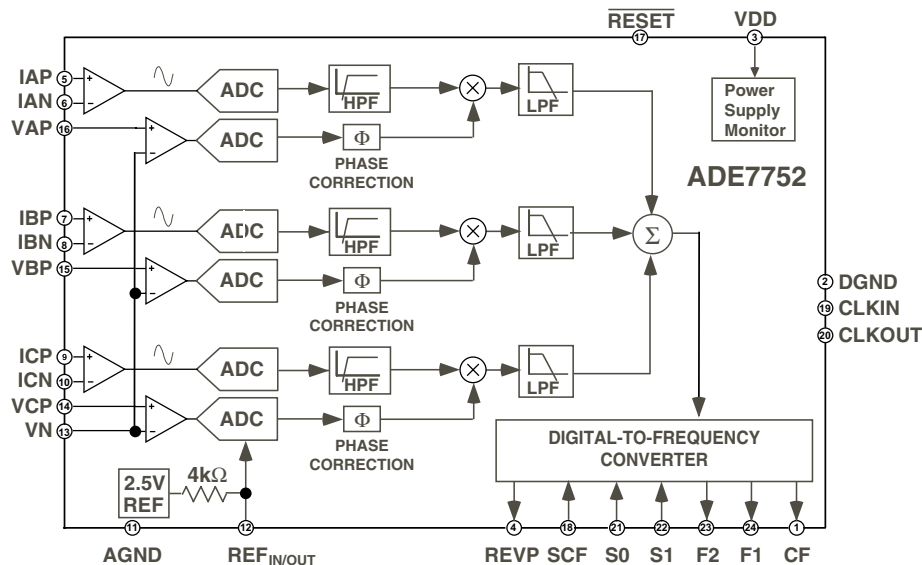 RESET VDD
17 3
IAP 5 + ADC HPF × LPF Power Supply Monitor
IAN 6 −
VAP 16 + − ADC Φ
PHASE CORRECTION
ADE7752
IBP 7 + ADC HPF × LPF Σ
IBN 8 −
VBP 15 + − ADC Φ
PHASE CORRECTION
2 DGND
19 CLKIN
20 CLKOUT
ICP 9 + ADC HPF × LPF
ICN 10 −
VCP 14 + ADC Φ
VN 13 −
PHASE CORRECTION
DIGITAL-TO-FREQUENCY
CONVERTER
2.5V
REF
4kΩ
11 12 4 18 21 22 23 24 1
AGND REFIN/OUT REVP SCF S0 S1 F2 F1 CF